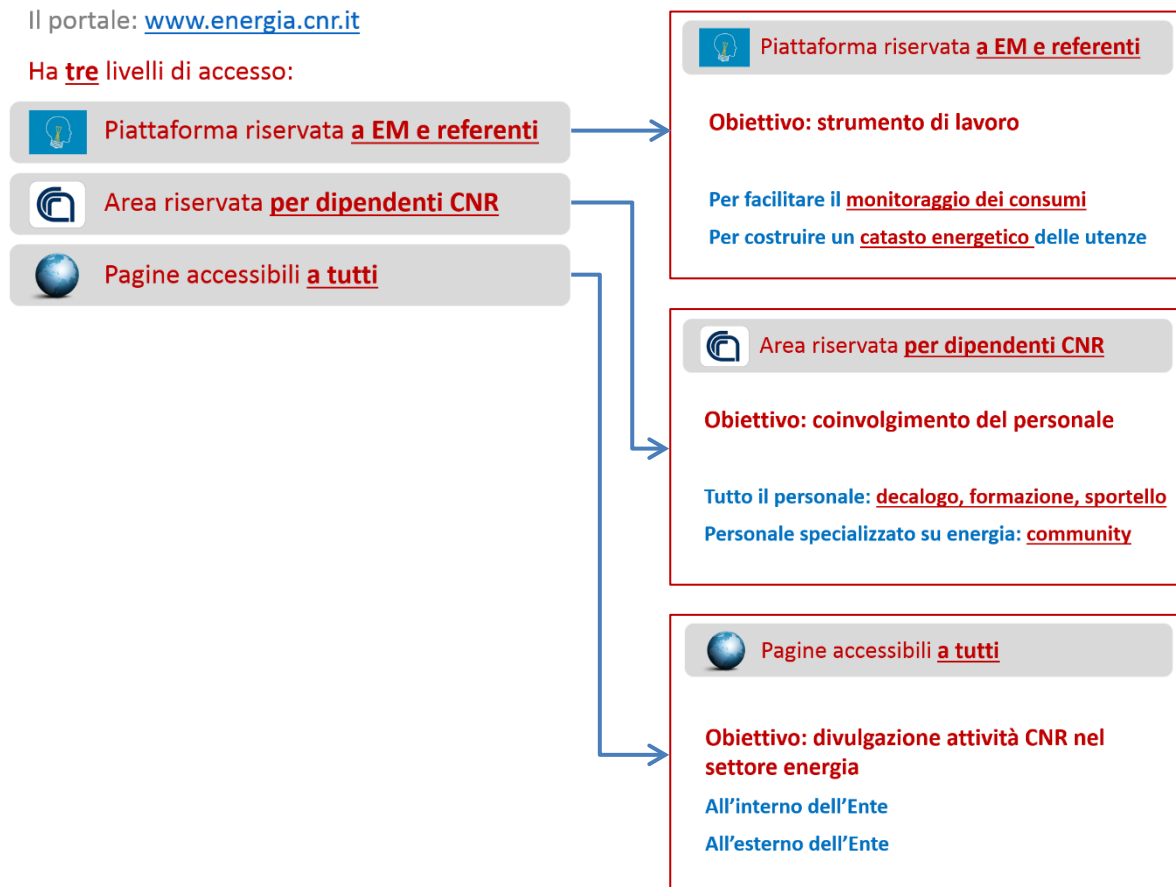 Il portale: www.energia.cnr.it
Ha tre livelli di accesso:
Piattaforma riservata a EM e referenti
Area riservata per dipendenti CNR
Pagine accessibili a tutti
Piattaforma riservata a EM e referenti
Obiettivo: strumento di lavoro
Per facilitare il monitoraggio dei consumi
Per costruire un catasto energetico delle utenze
Area riservata per dipendenti CNR
Obiettivo: coinvolgimento del personale
Tutto il personale: decalogo, formazione, sportello
Personale specializzato su energia: community
Pagine accessibili a tutti
Obiettivo: divulgazione attività CNR nel
settore energia
All’interno dell’Ente
All’esterno dell’Ente